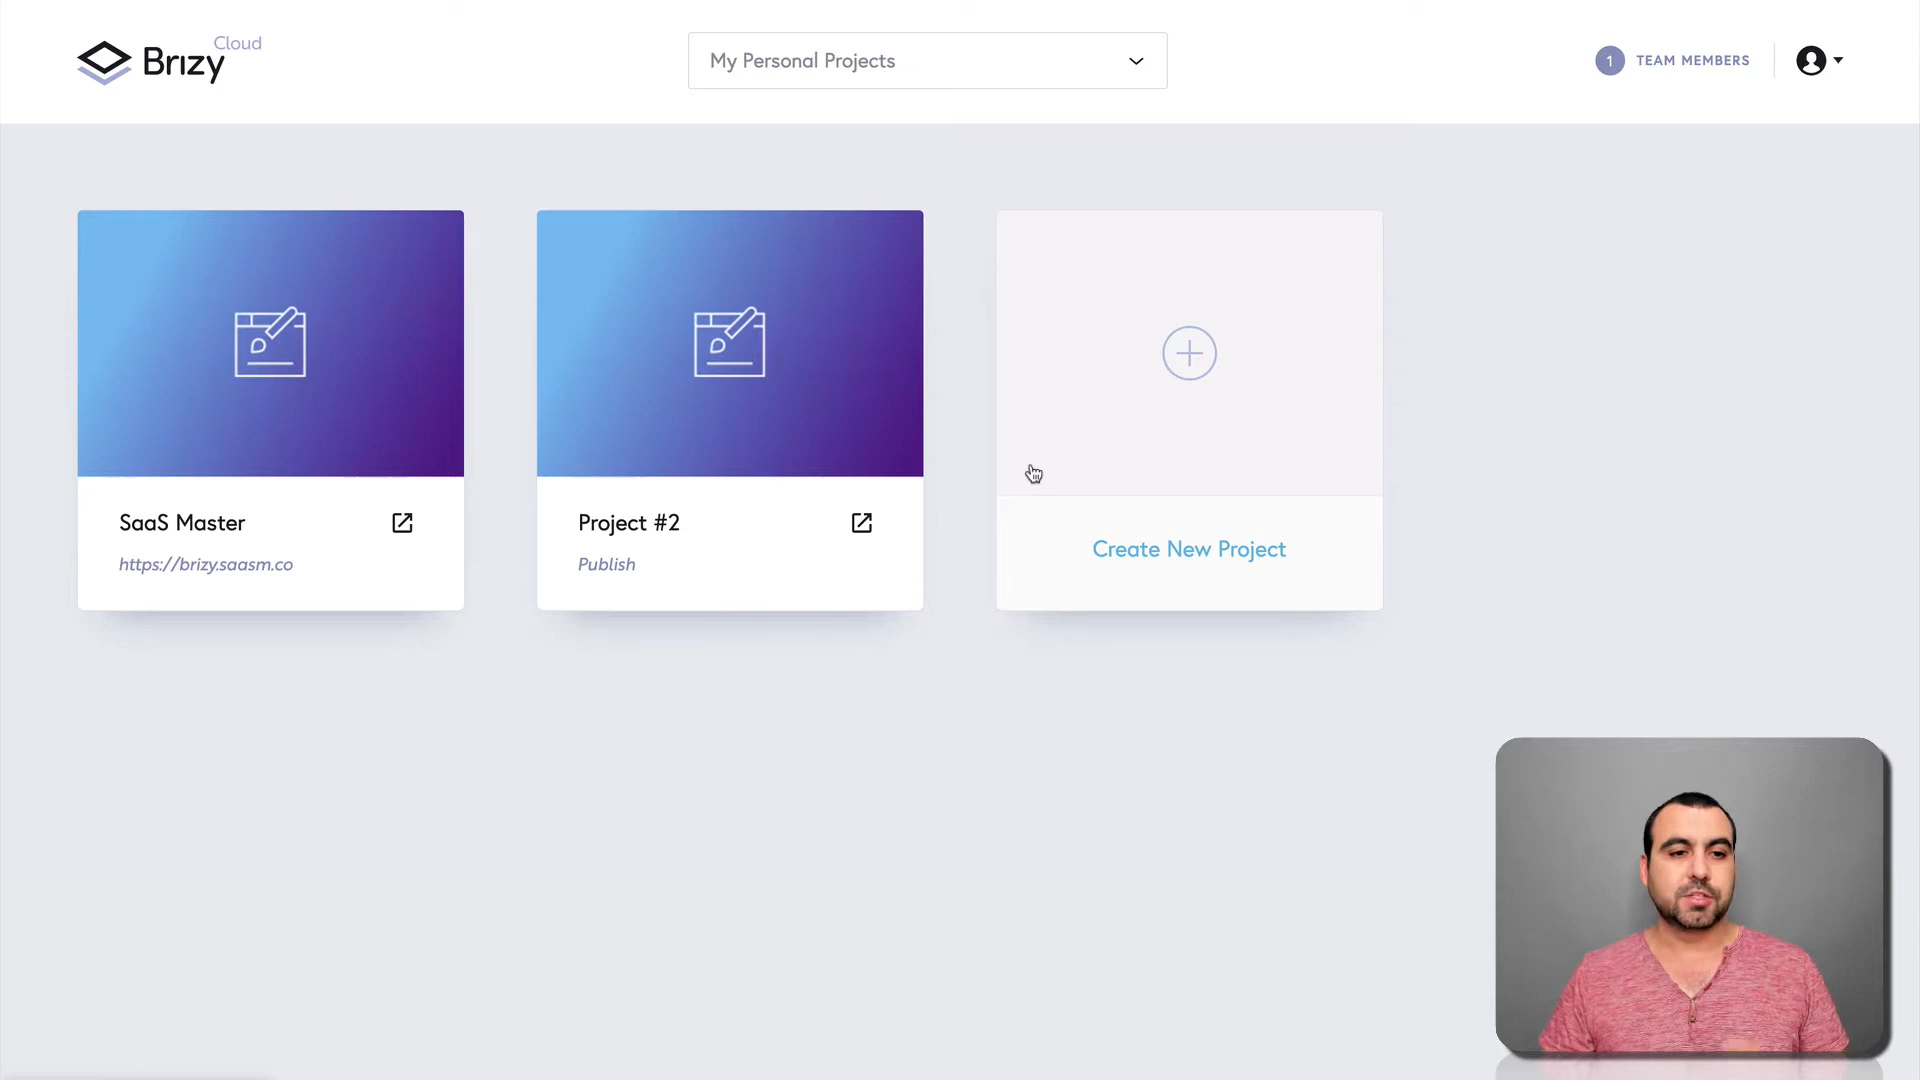 Brizy Cloud
My Personal Projects
1 TEAM MEMBERS
SaaS Master
https://brizy.saasm.co
Project #2
Publish
Create New Project